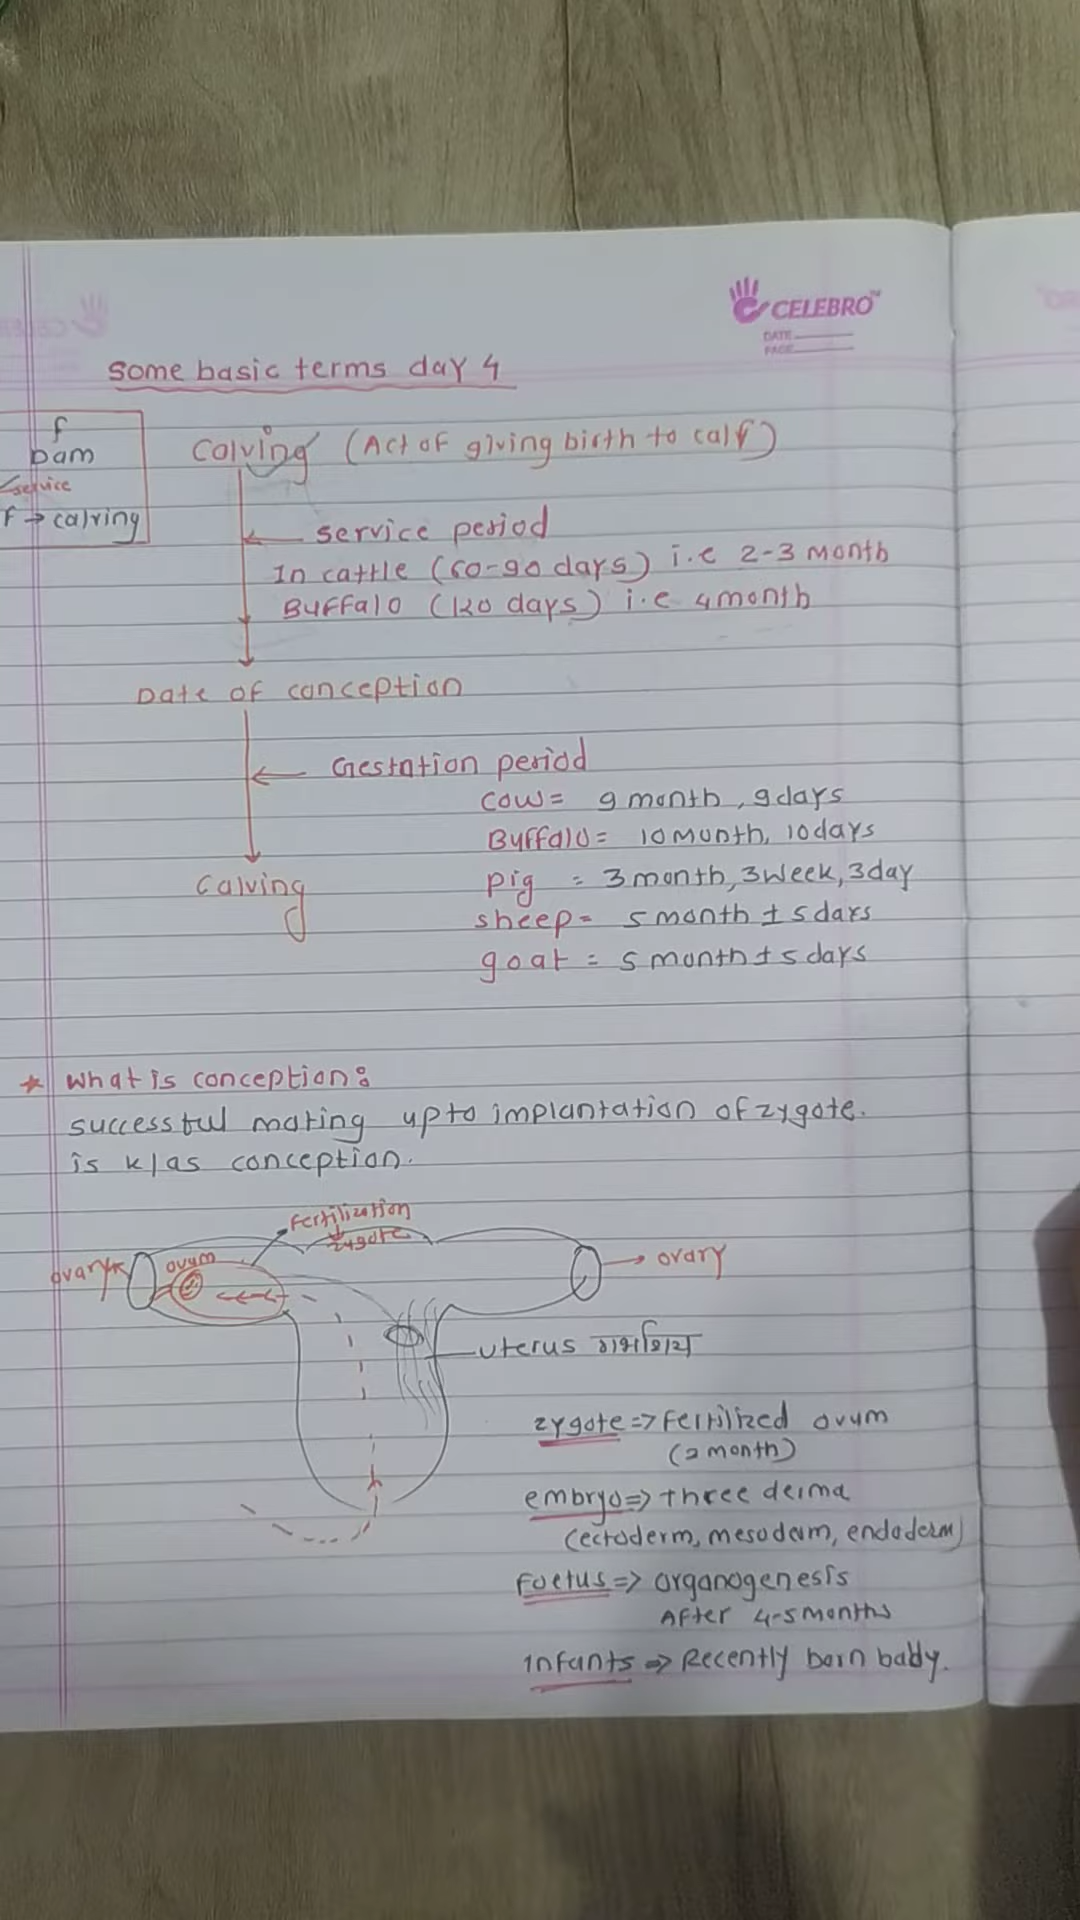 CELEBRO™
DATE
PAGE
Some basic terms day 4
f
Dam
service
f → calving
Calving (Act of giving birth to calf)
service period
In cattle (60-90 days) i.e 2-3 month
Buffalo (120 days) i.e 4 month
Date of conception
Gestation period
Cow = 9 month, 9 days
Buffalo = 10 month, 10 days
Calving
pig = 3 month, 3 week, 3 day
sheep = 5 month ± 5 days
goat = 5 month ± 5 days
* What is conception:
successful mating upto implantation of zygote.
is k/as conception.
Fertilization
zygote
ovary
ovum
ovary
uterus गर्भाशय
zygote => Fertilized ovum
(2 month)
embryo => three derma
(ectoderm, mesoderm, endoderm)
Foetus => organogenesis
After 4-5 months
Infants => Recently born baby.